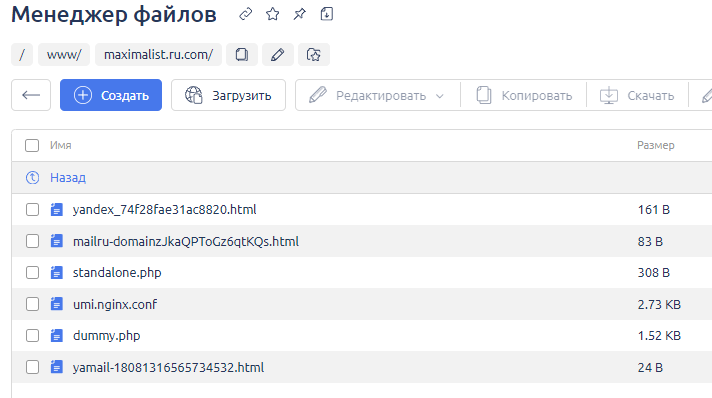 Менеджер файлов
/ www/ maximalist.ru.com/
Создать Загрузить Редактировать Копировать Скачать
Имя Размер
Назад
yandex_74f28fae31ac8820.html 161 B
mailru-domainzJkaQPToGz6qtKQs.html 83 B
standalone.php 308 B
umi.nginx.conf 2.73 KB
dummy.php 1.52 KB
yamail-18081316565734532.html 24 B